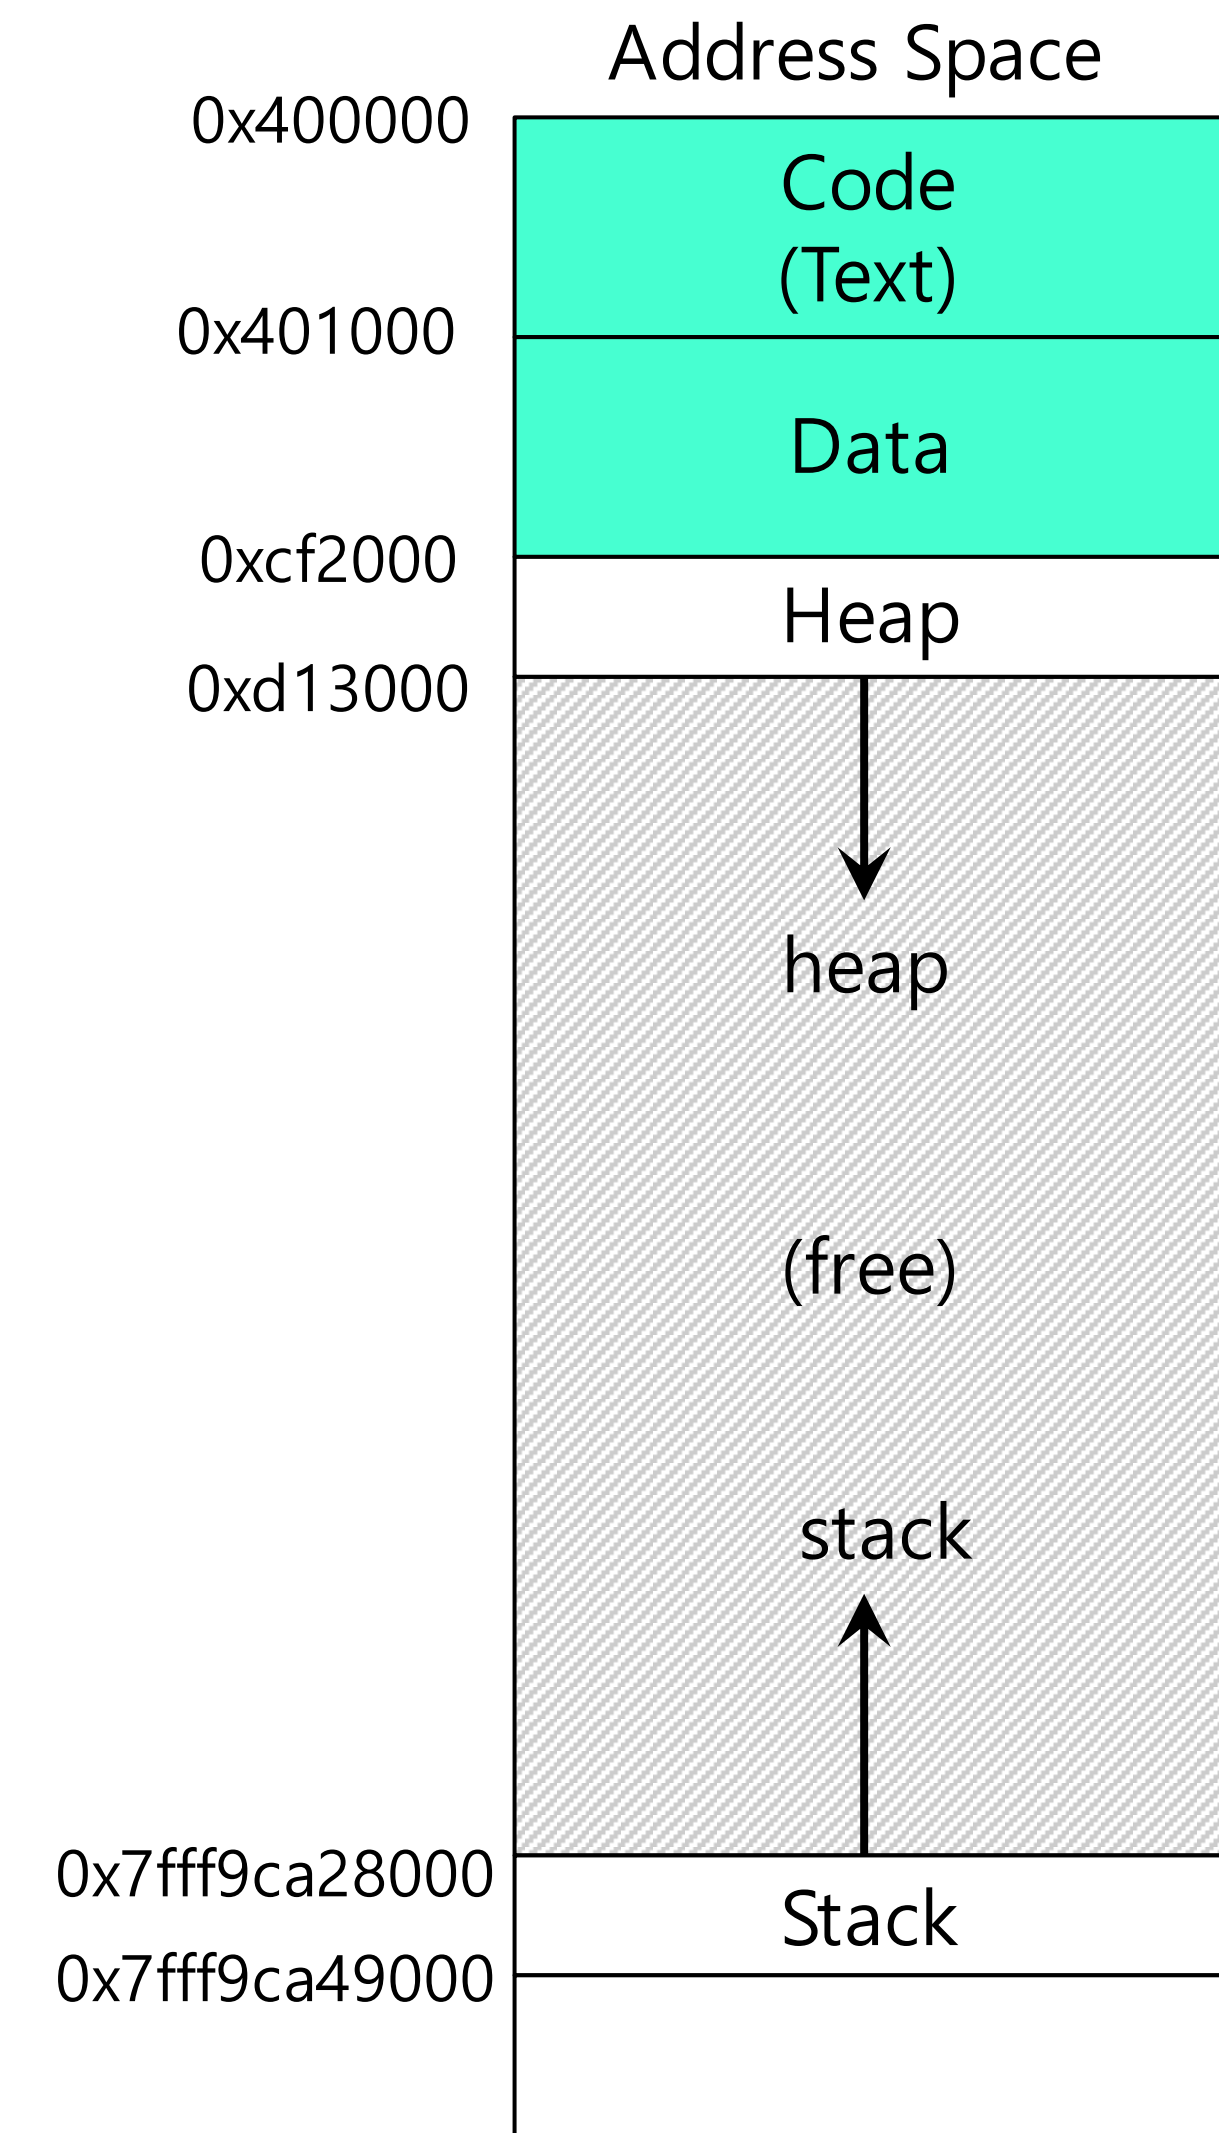 Address Space
0x400000
Code
(Text)
0x401000
Data
0xcf2000
Heap
0xd13000
heap
(free)
stack
0x7fff9ca28000
Stack
0x7fff9ca49000